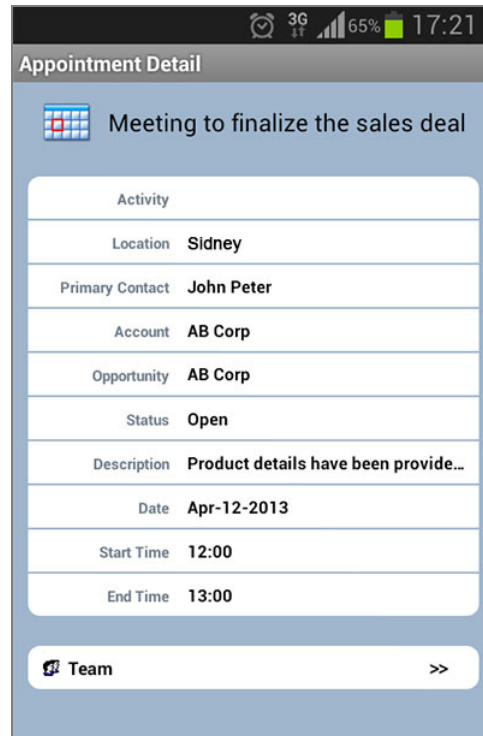 3G 65% 17:21
Appointment Detail
Meeting to finalize the sales deal
Activity
Location Sidney
Primary Contact John Peter
Account AB Corp
Opportunity AB Corp
Status Open
Description Product details have been provide...
Date Apr-12-2013
Start Time 12:00
End Time 13:00
Team >>